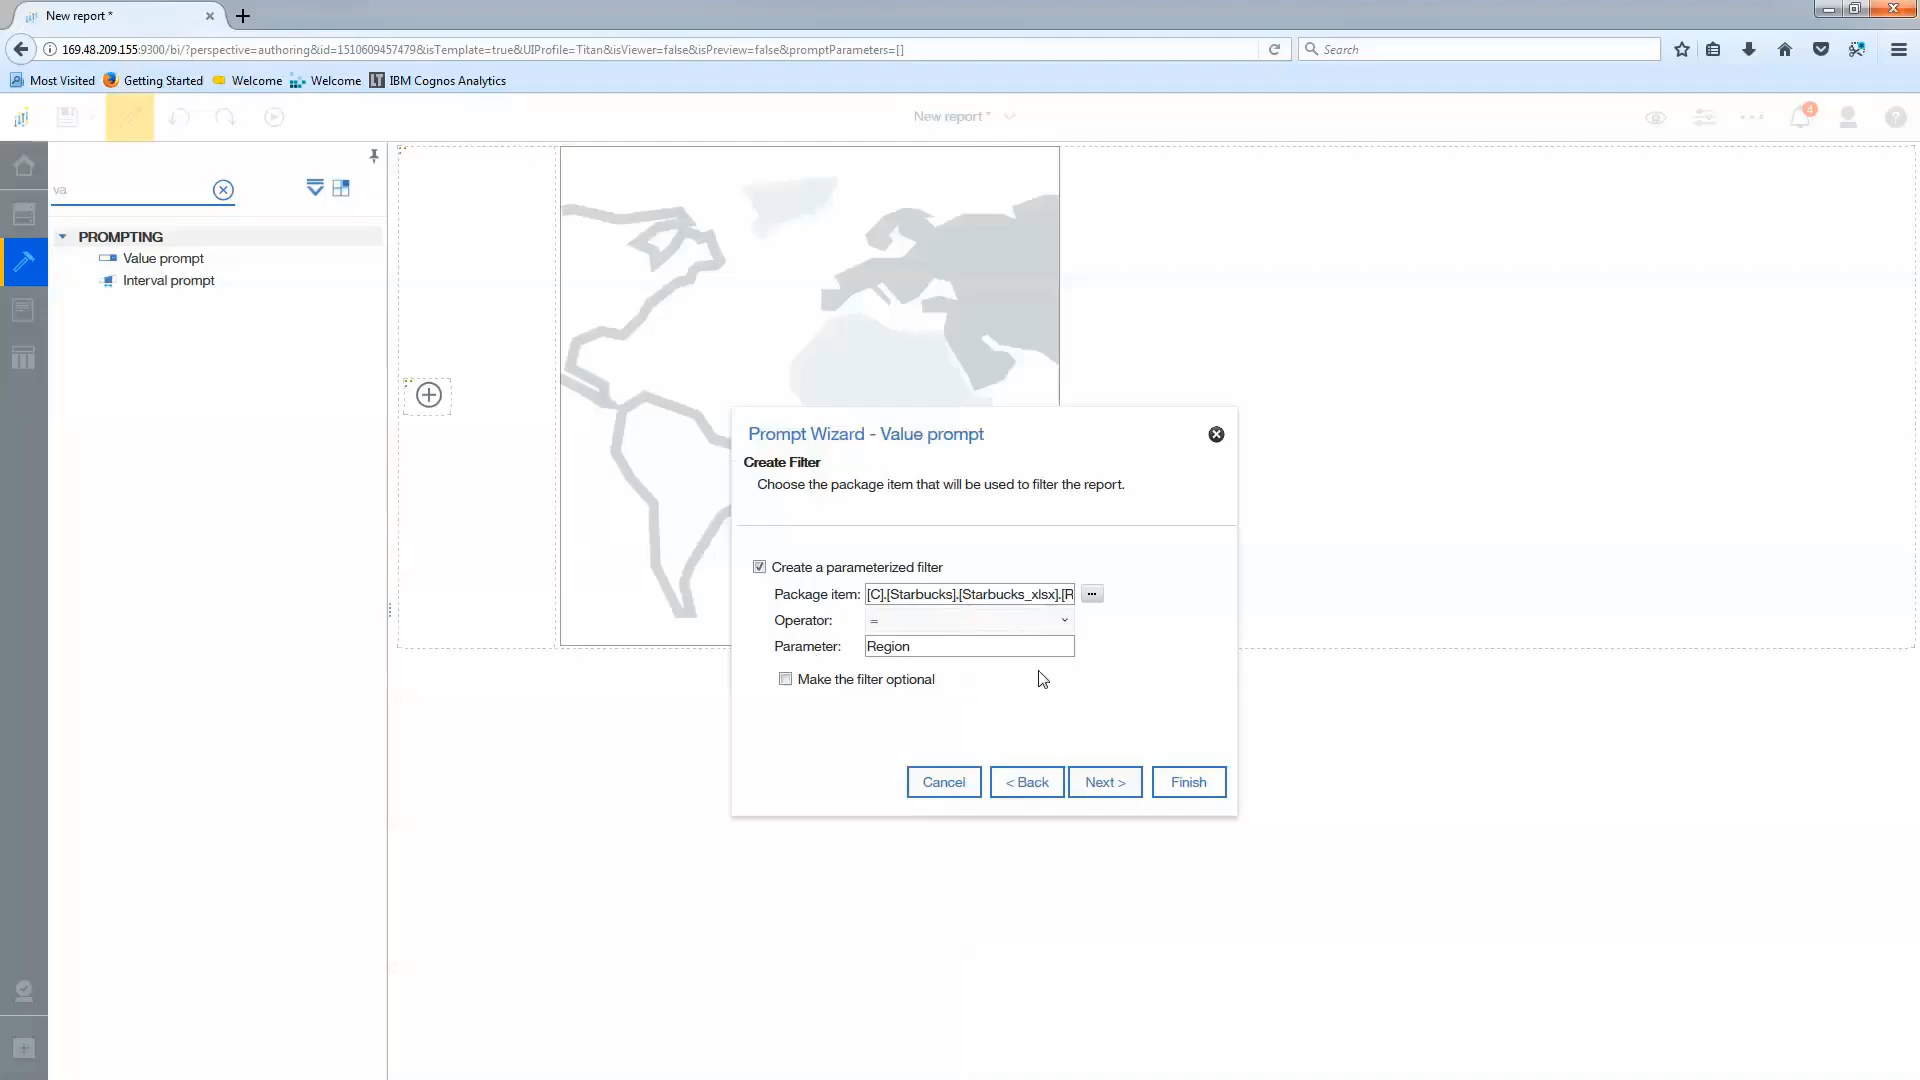 New report *
169.48.209.155:9300/bi/?perspective=authoring&id=1510609457479&isTemplate=true&UIProfile=Titan&isViewer=false&isPreview=false&promptParameters=[]
Search
Most Visited
Getting Started
Welcome
Welcome
LT
IBM Cognos Analytics
New report *
4
?
va
PROMPTING
Value prompt
Interval prompt
Prompt Wizard - Value prompt
Create Filter
Choose the package item that will be used to filter the report.
Create a parameterized filter
Package item: [C].[Starbucks].[Starbucks_xlsx].[R
...
Operator: =
Parameter: Region
Make the filter optional
Cancel
< Back
Next >
Finish